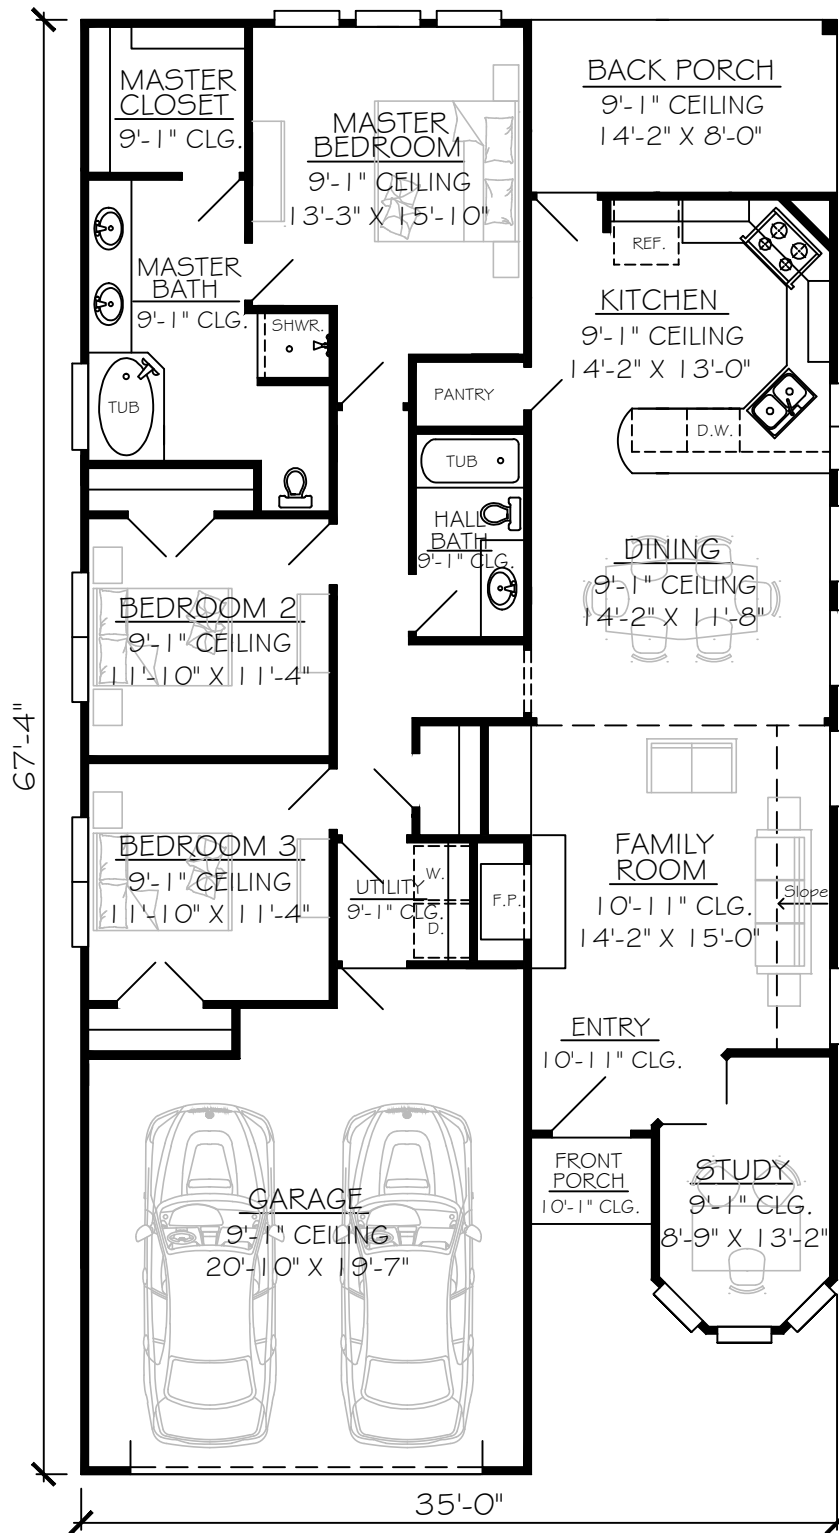 MASTER
CLOSET
9'-1" CLG.
MASTER
BEDROOM
9'-1" CEILING
13'-3" X 15'-10"
BACK PORCH
9'-1" CEILING
14'-2" X 8'-0"
REF.
MASTER
BATH
9'-1" CLG.
SHWR.
KITCHEN
9'-1" CEILING
14'-2" X 13'-0"
TUB
PANTRY
D.W.
TUB
HALL
BATH
9'-1" CLG.
DINING
9'-1" CEILING
14'-2" X 11'-8"
BEDROOM 2
9'-1" CEILING
11'-10" X 11'-4"
67'-4"
BEDROOM 3
9'-1" CEILING
11'-10" X 11'-4"
UTILITY
9'-1" CLG.
W.
D.
F.P.
FAMILY
ROOM
10'-11" CLG.
14'-2" X 15'-0"
Slope
ENTRY
10'-11" CLG.
FRONT
PORCH
10'-1" CLG.
STUDY
9'-1" CLG.
8'-9" X 13'-2"
GARAGE
9'-1" CEILING
20'-10" X 19'-7"
35'-0"